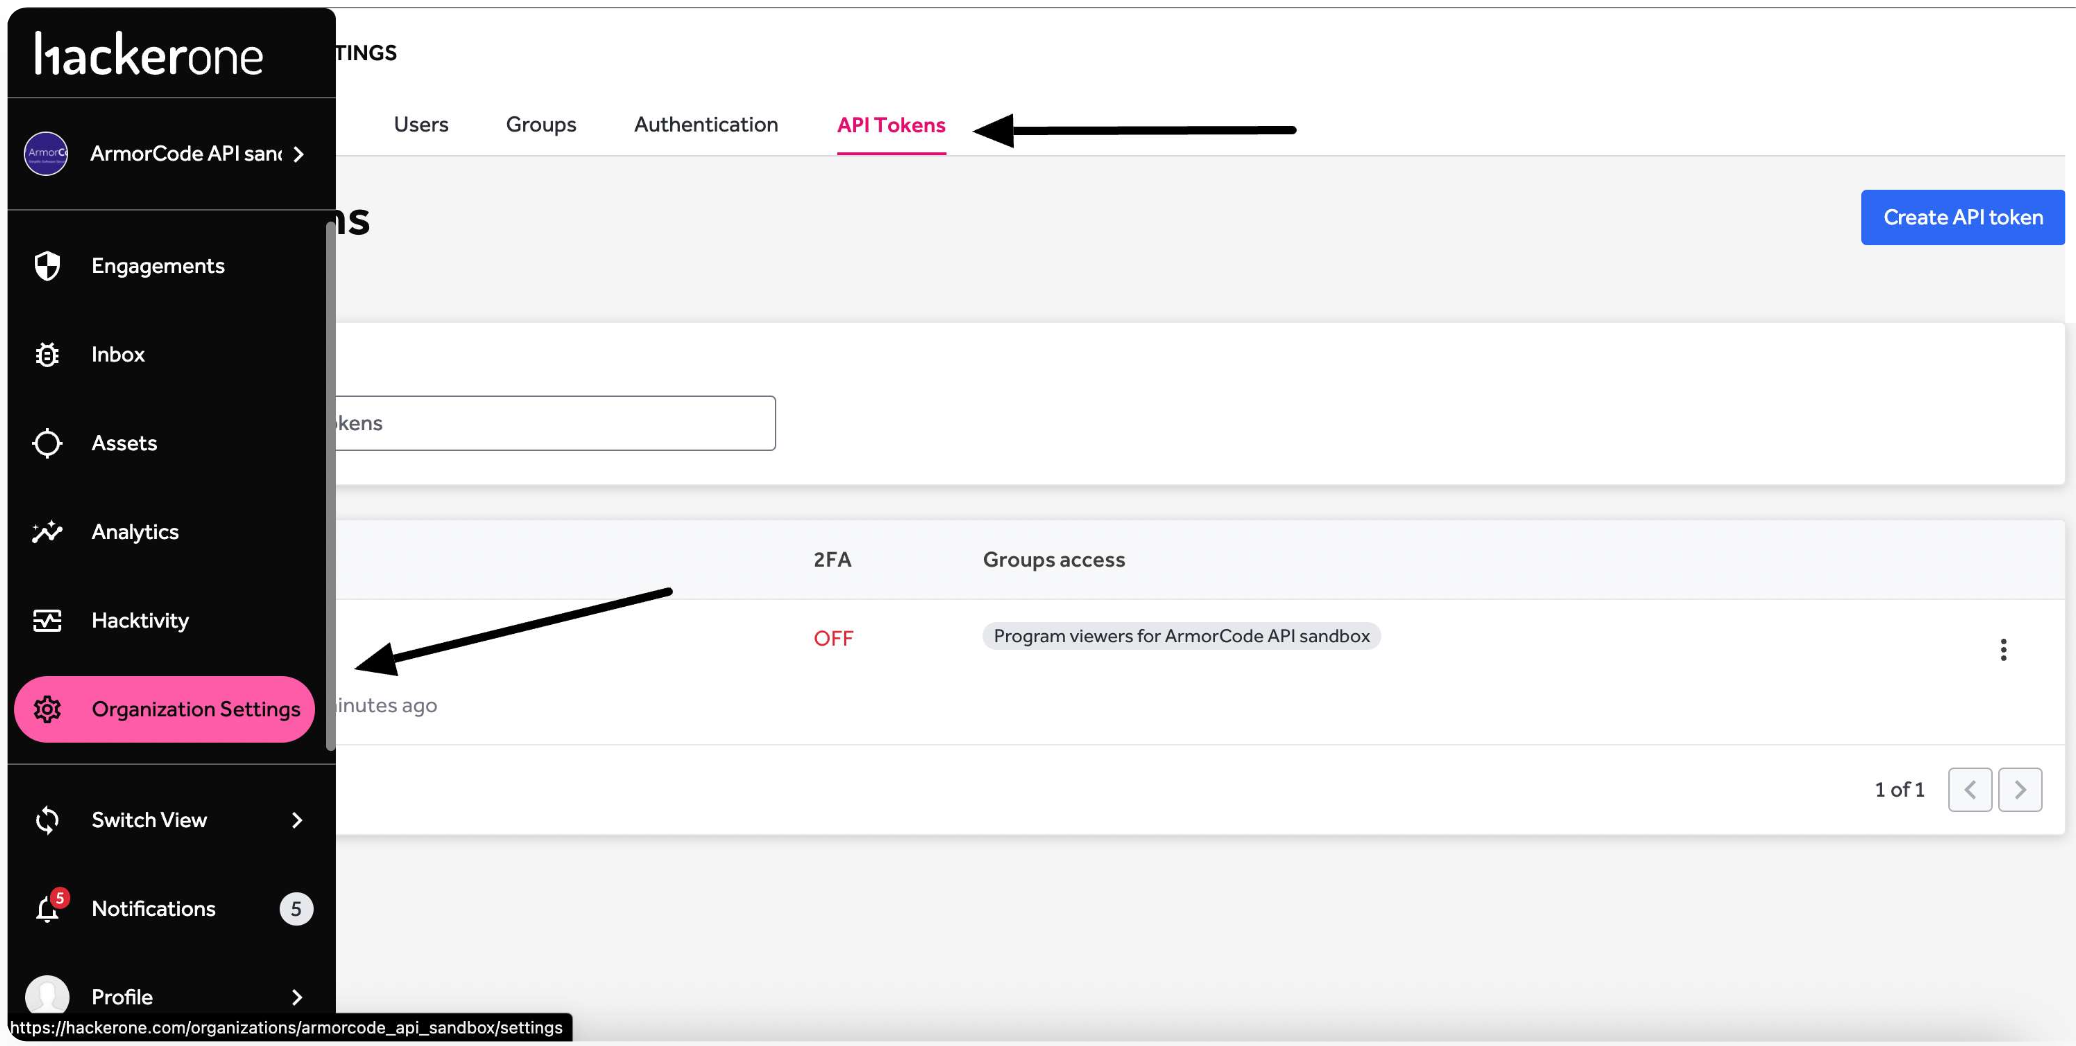 hackerone
TINGS
Users Groups Authentication API Tokens
ArmorCode API sand
ns
Create API token
Engagements
Inbox
Assets
okens
Analytics
2FA Groups access
Hacktivity
OFF Program viewers for ArmorCode API sandbox
Organization Settings
inutes ago
1 of 1
Switch View
5
Notifications 5
Profile
https://hackerone.com/organizations/armorcode_api_sandbox/settings